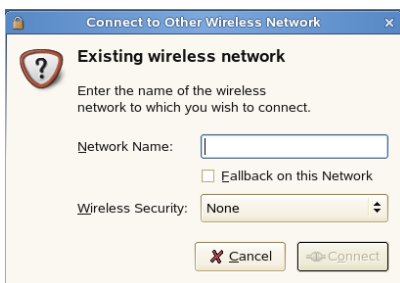 Connect to Other Wireless Network
Existing wireless network
Enter the name of the wireless
network to which you wish to connect.
Network Name:
Fallback on this Network
Wireless Security: None
Cancel Connect